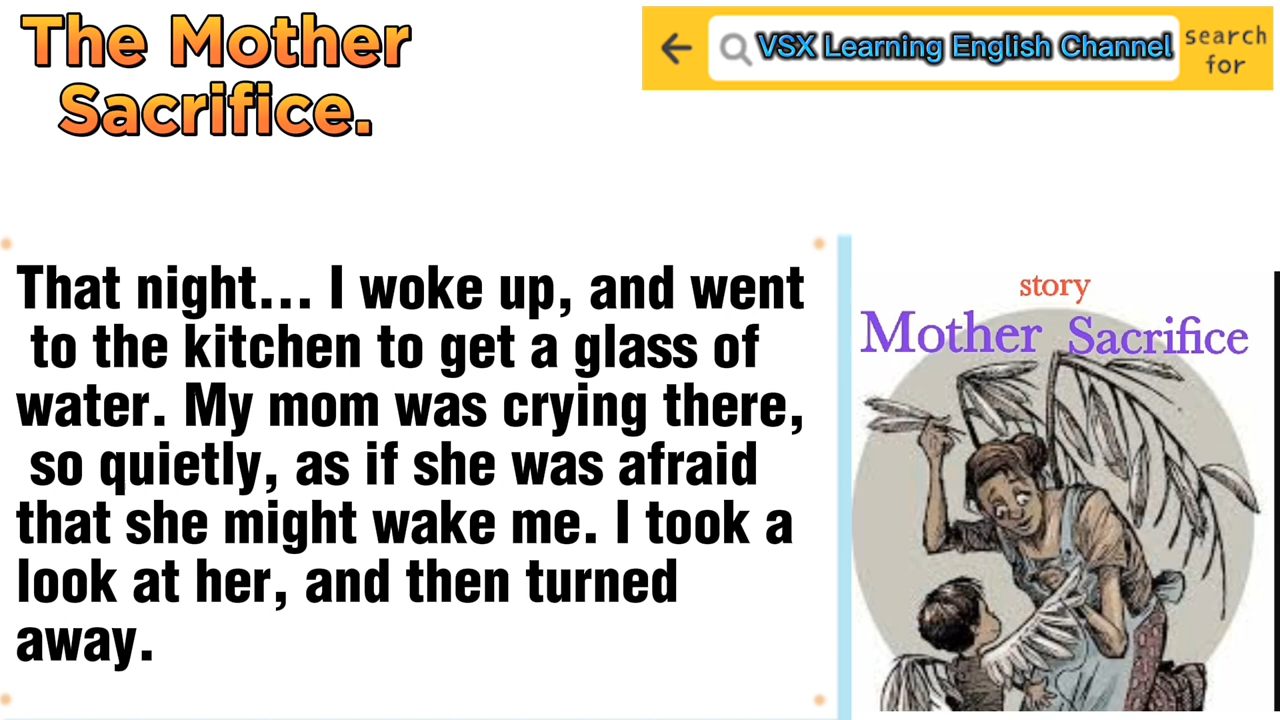 The Mother
Sacrifice.
VSX Learning English Channel
search
for
That night... I woke up, and went
to the kitchen to get a glass of
water. My mom was crying there,
so quietly, as if she was afraid
that she might wake me. I took a
look at her, and then turned
away.
story
Mother Sacrifice